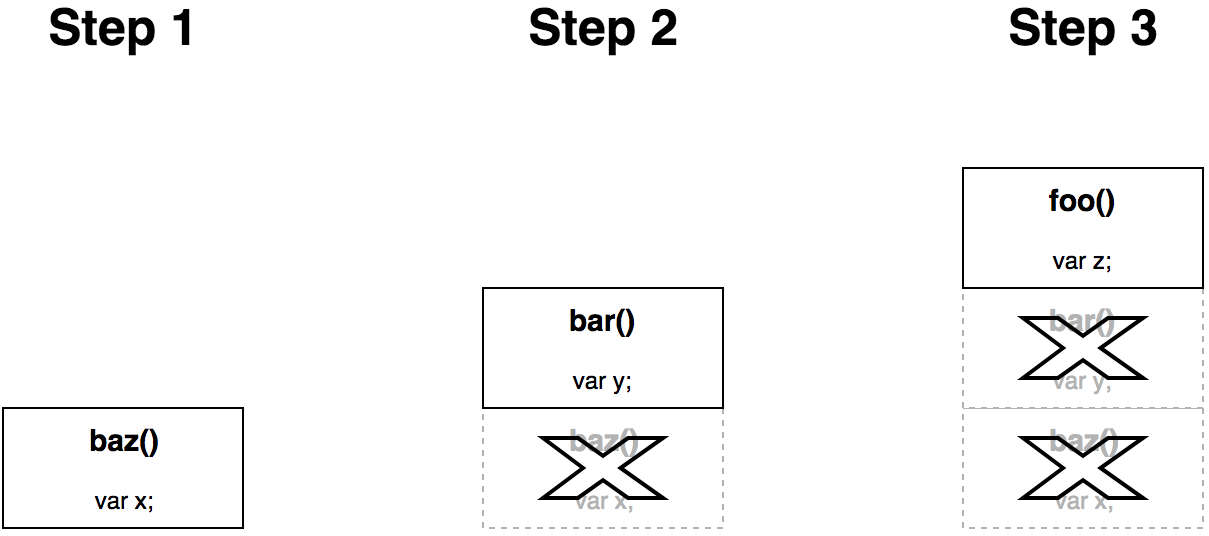 Step 1
Step 2
Step 3
foo()
var z;
bar()
var y;
bar()
var y;
baz()
var x;
baz()
var x;
baz()
var x;